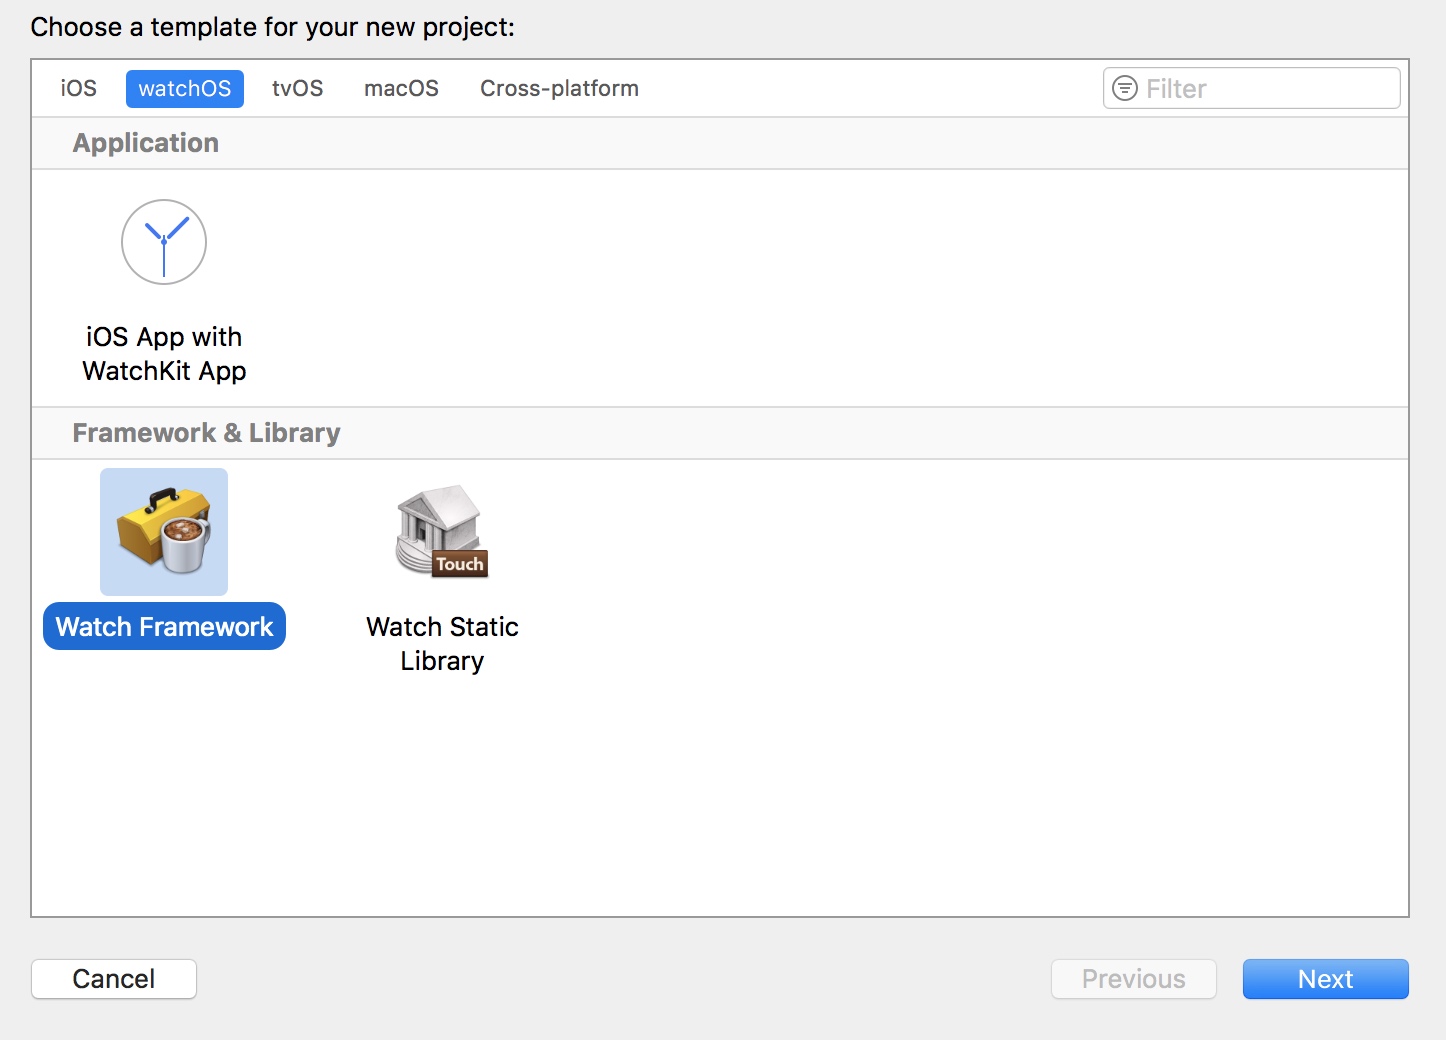 Choose a template for your new project:
iOS watchOS tvOS macOS Cross-platform Filter
Application
iOS App with
WatchKit App
Framework & Library
Touch
Watch Framework
Watch Static
Library
Cancel Previous Next